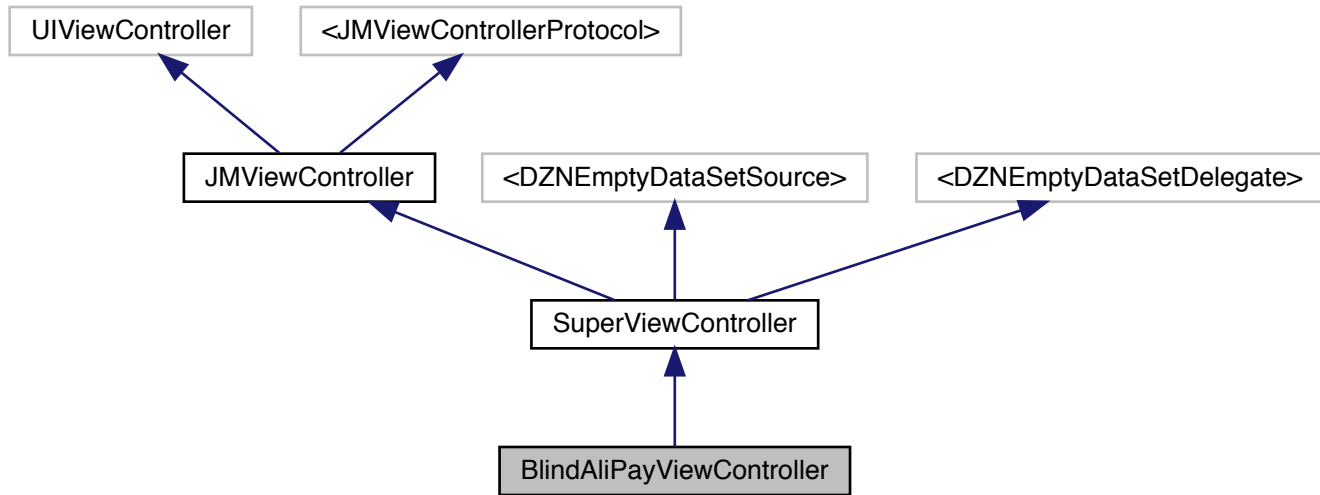 UIViewController
<JMViewControllerProtocol>
JMViewController
<DZNEmptyDataSetSource>
<DZNEmptyDataSetDelegate>
SuperViewController
BlindAliPayViewController